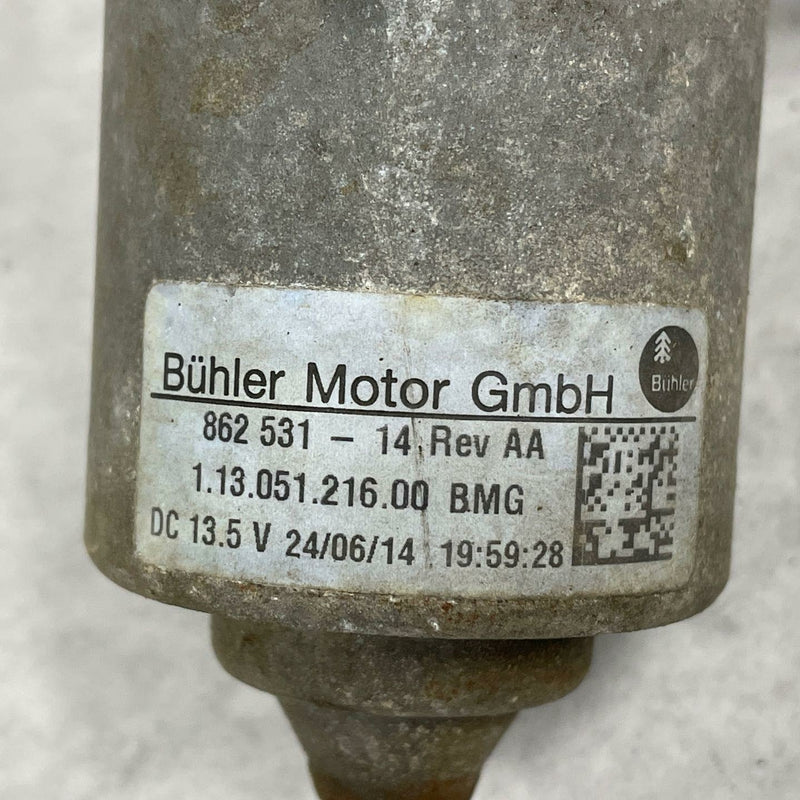 Bühler Motor GmbH
Bühler
862 531 - 14 Rev AA
1.13.051.216.00 BMG
DC 13.5 V 24/06/14 19:59:28